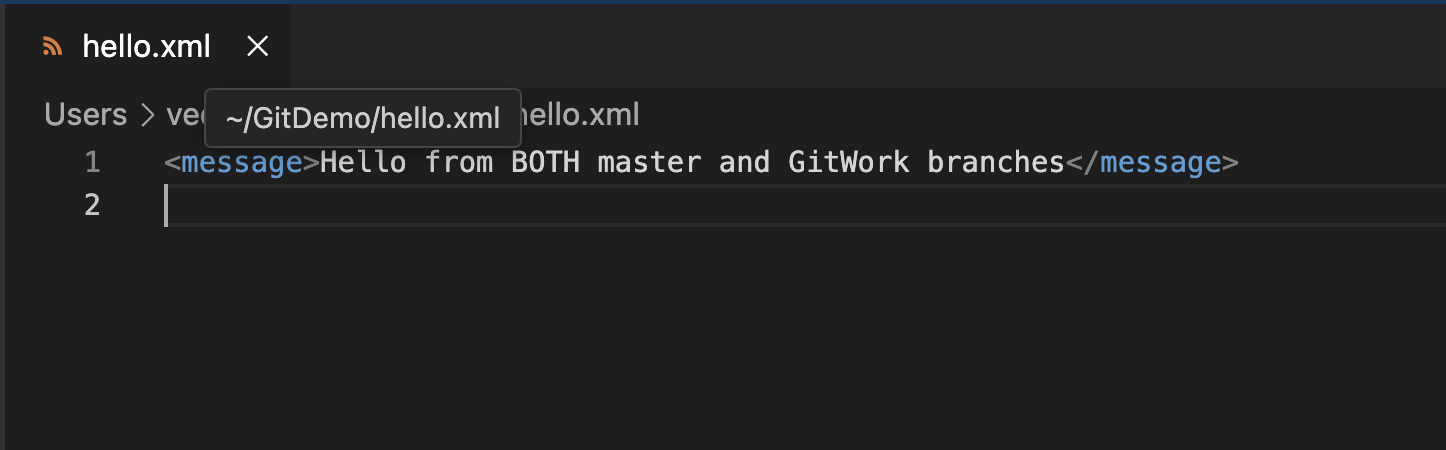 hello.xml
Users
~/GitDemo/hello.xml
hello.xml
1 <message>Hello from BOTH master and GitWork branches</message>
2